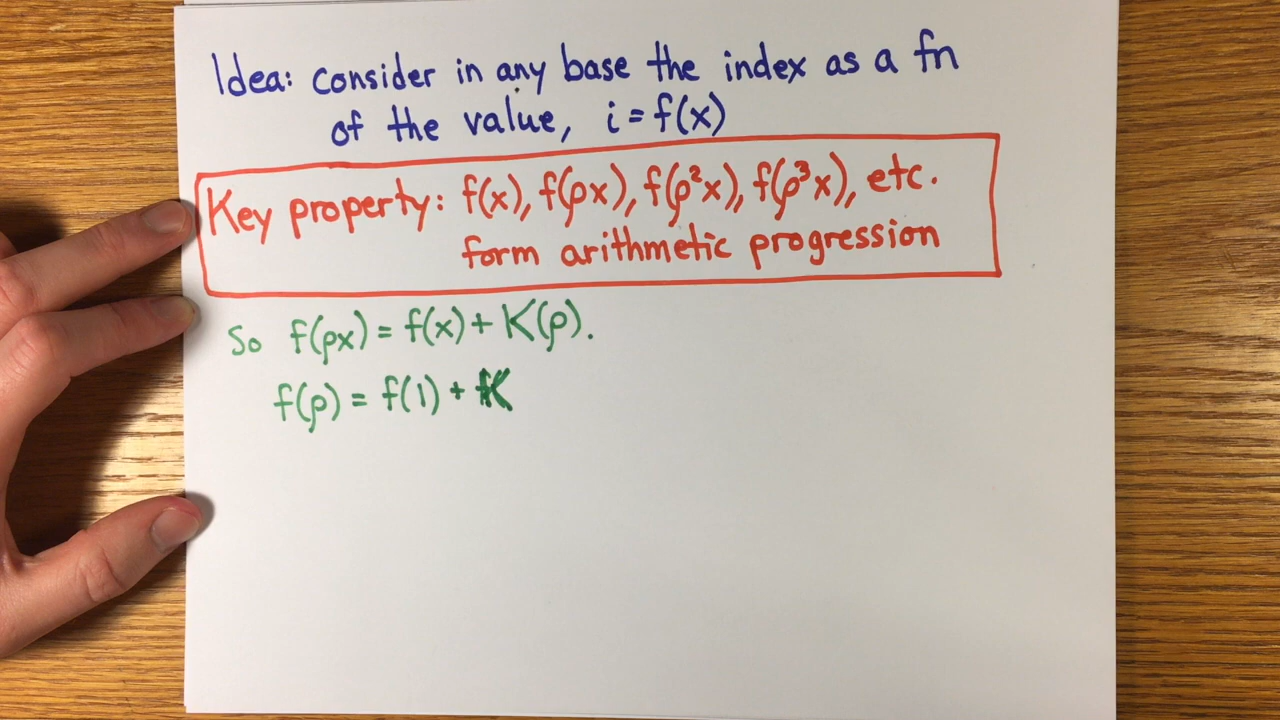 Idea: consider in any base the index as a fn
of the value, i = f(x)
Key property: f(x), f(ρx), f(ρ²x), f(ρ³x), etc.
form arithmetic progression
So f(ρx) = f(x) + K(ρ).
f(ρ) = f(1) + K